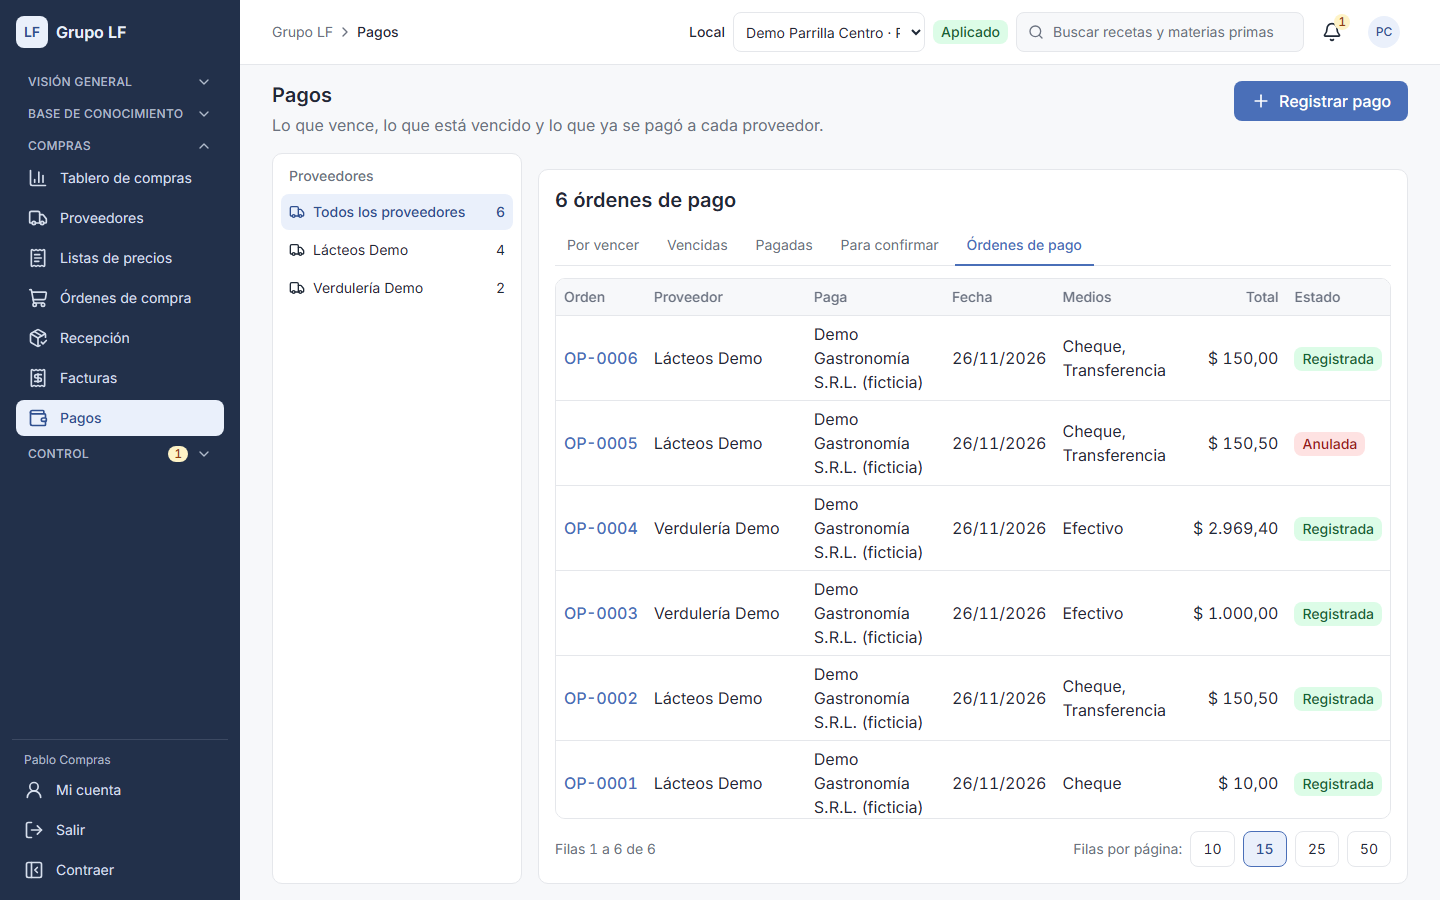 LF Grupo LF
VISIÓN GENERAL
BASE DE CONOCIMIENTO
COMPRAS
Tablero de compras
Proveedores
Listas de precios
Órdenes de compra
Recepción
Facturas
Pagos
CONTROL 1
Pablo Compras
Mi cuenta
Salir
Contraer
Grupo LF > Pagos
Local Demo Parrilla Centro · Aplicado Buscar recetas y materias primas 1 PC
Pagos
Lo que vence, lo que está vencido y lo que ya se pagó a cada proveedor.
+ Registrar pago
Proveedores
Todos los proveedores 6
Lácteos Demo 4
Verdulería Demo 2
6 órdenes de pago
Por vencer Vencidas Pagadas Para confirmar Órdenes de pago
Orden Proveedor Paga Fecha Medios Total Estado
OP-0006 Lácteos Demo Demo Gastronomía S.R.L. (ficticia) 26/11/2026 Cheque, Transferencia $ 150,00 Registrada
OP-0005 Lácteos Demo Demo Gastronomía S.R.L. (ficticia) 26/11/2026 Cheque, Transferencia $ 150,50 Anulada
OP-0004 Verdulería Demo Demo Gastronomía S.R.L. (ficticia) 26/11/2026 Efectivo $ 2.969,40 Registrada
OP-0003 Verdulería Demo Demo Gastronomía S.R.L. (ficticia) 26/11/2026 Efectivo $ 1.000,00 Registrada
OP-0002 Lácteos Demo Demo Gastronomía S.R.L. (ficticia) 26/11/2026 Cheque, Transferencia $ 150,50 Registrada
OP-0001 Lácteos Demo Demo Gastronomía S.R.L. (ficticia) 26/11/2026 Cheque $ 10,00 Registrada
Filas 1 a 6 de 6
Filas por página: 10 15 25 50